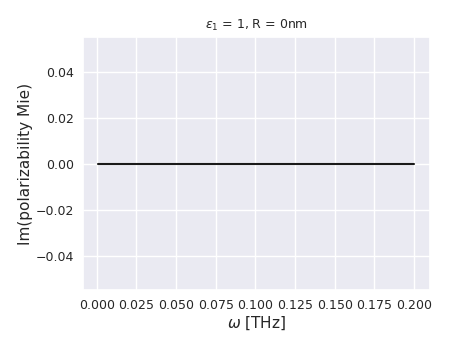 ε₁ = 1, R = 0nm
Im(polarizability Mie)
0.04
0.02
0.00
−0.02
−0.04
0.000 0.025 0.050 0.075 0.100 0.125 0.150 0.175 0.200
ω [THz]